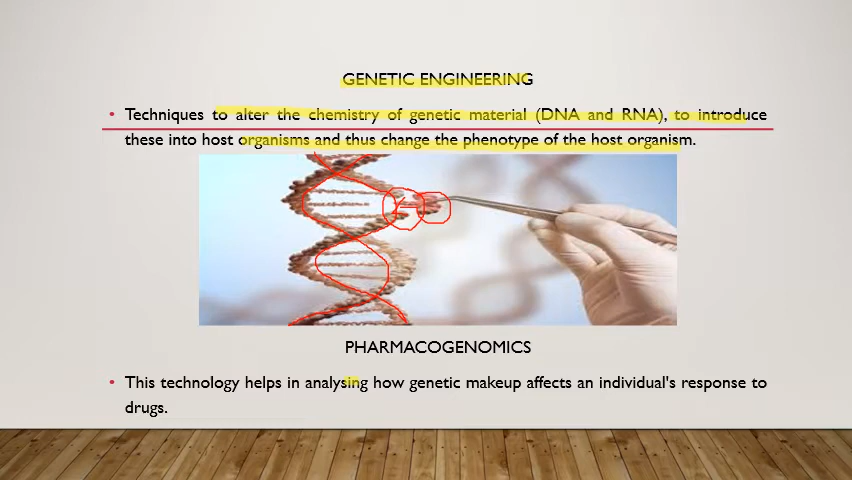 GENETIC ENGINEERING
• Techniques to alter the chemistry of genetic material (DNA and RNA), to introduce
these into host organisms and thus change the phenotype of the host organism.
PHARMACOGENOMICS
• This technology helps in analysing how genetic makeup affects an individual's response to
drugs.